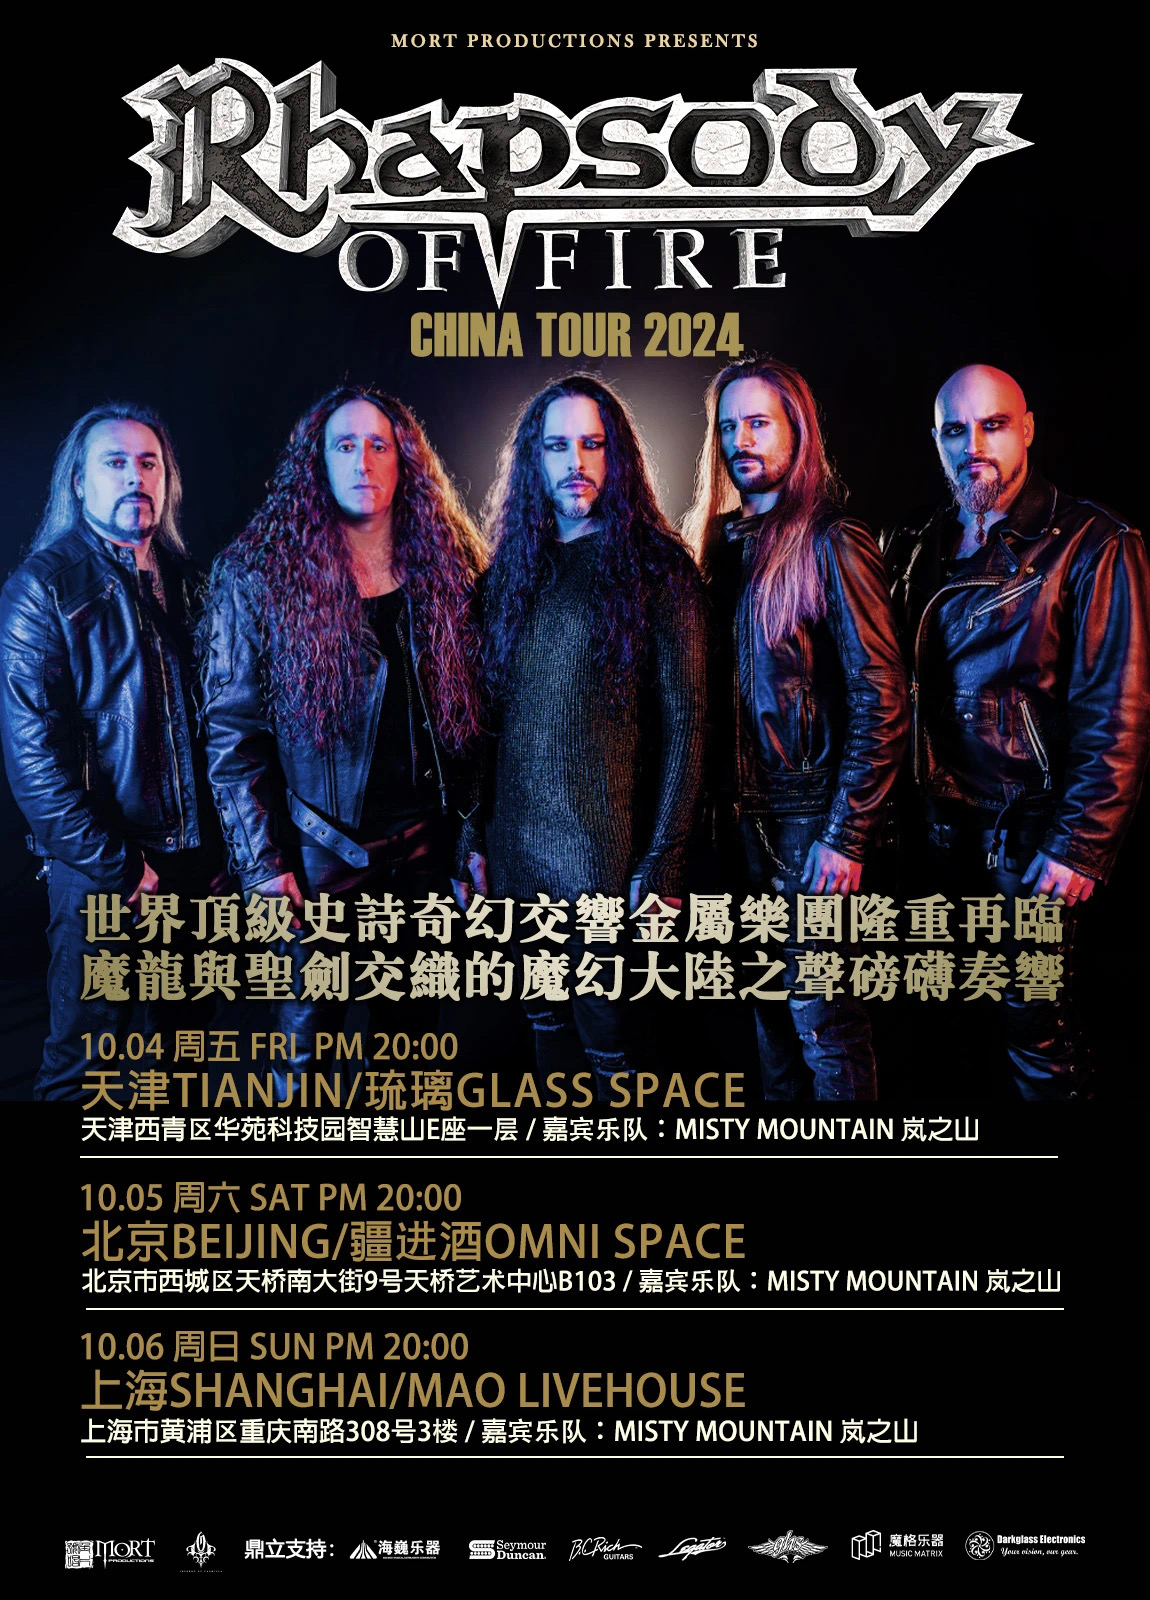 MORT PRODUCTIONS PRESENTS
Rhapsody
OF FIRE
CHINA TOUR 2024
世界頂級史詩奇幻交響金屬樂團隆重再臨
魔龍與聖劍交織的魔幻大陸之聲磅礴奏響
10.04 周五 FRI PM 20:00
天津TIANJIN/琉璃GLASS SPACE
天津西青区华苑科技园智慧山E座一层 / 嘉宾乐队：MISTY MOUNTAIN 岚之山
10.05 周六 SAT PM 20:00
北京BEIJING/疆进酒OMNI SPACE
北京市西城区天桥南大街9号天桥艺术中心B103 / 嘉宾乐队：MISTY MOUNTAIN 岚之山
10.06 周日 SUN PM 20:00
上海SHANGHAI/MAO LIVEHOUSE
上海市黄浦区重庆南路308号3楼 / 嘉宾乐队：MISTY MOUNTAIN 岚之山
MORT PRODUCTIONS
鼎立支持：
海巍乐器
Seymour Duncan
B.C.Rich GUITARS
Legator
ghs
魔格乐器 MUSIC MATRIX
Darkglass Electronics
Your vision, our gear.